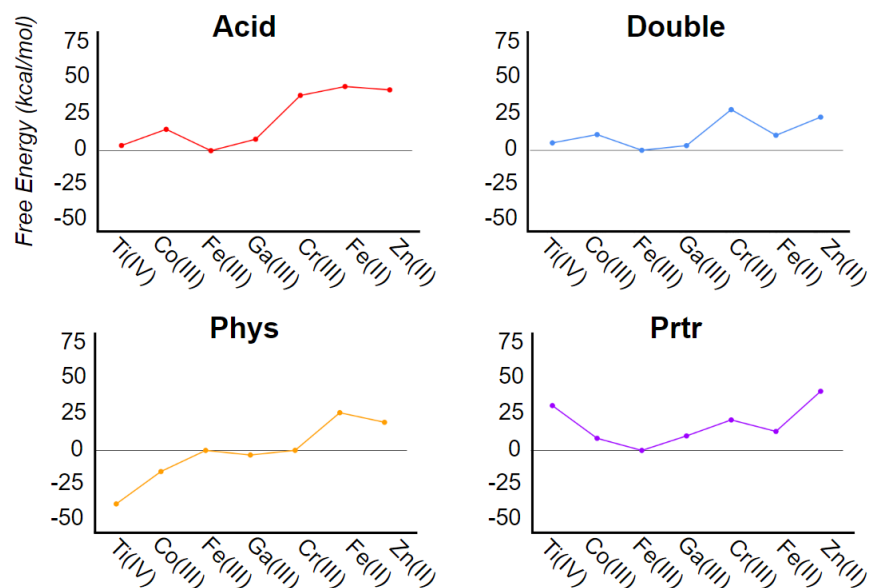 Acid
Free Energy (kcal/mol)
75
50
25
0
-25
-50
Ti(IV)
Co(III)
Fe(III)
Ga(III)
Cr(III)
Fe(II)
Zn(II)
Double
75
50
25
0
-25
-50
Ti(IV)
Co(III)
Fe(III)
Ga(III)
Cr(III)
Fe(II)
Zn(II)
Phys
75
50
25
0
-25
-50
Ti(IV)
Co(III)
Fe(III)
Ga(III)
Cr(III)
Fe(II)
Zn(II)
Prtr
75
50
25
0
-25
-50
Ti(IV)
Co(III)
Fe(III)
Ga(III)
Cr(III)
Fe(II)
Zn(II)